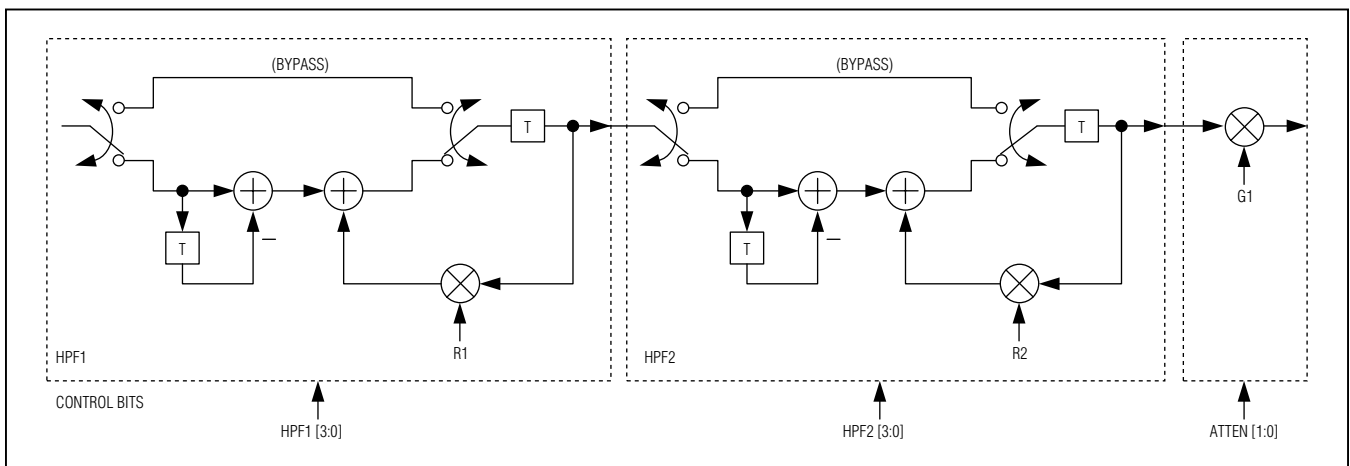 (BYPASS)
(BYPASS)
T
T
+
+
+
+
G1
T
−
T
−
R1
R2
HPF1
HPF2
CONTROL BITS
HPF1 [3:0]
HPF2 [3:0]
ATTEN [1:0]